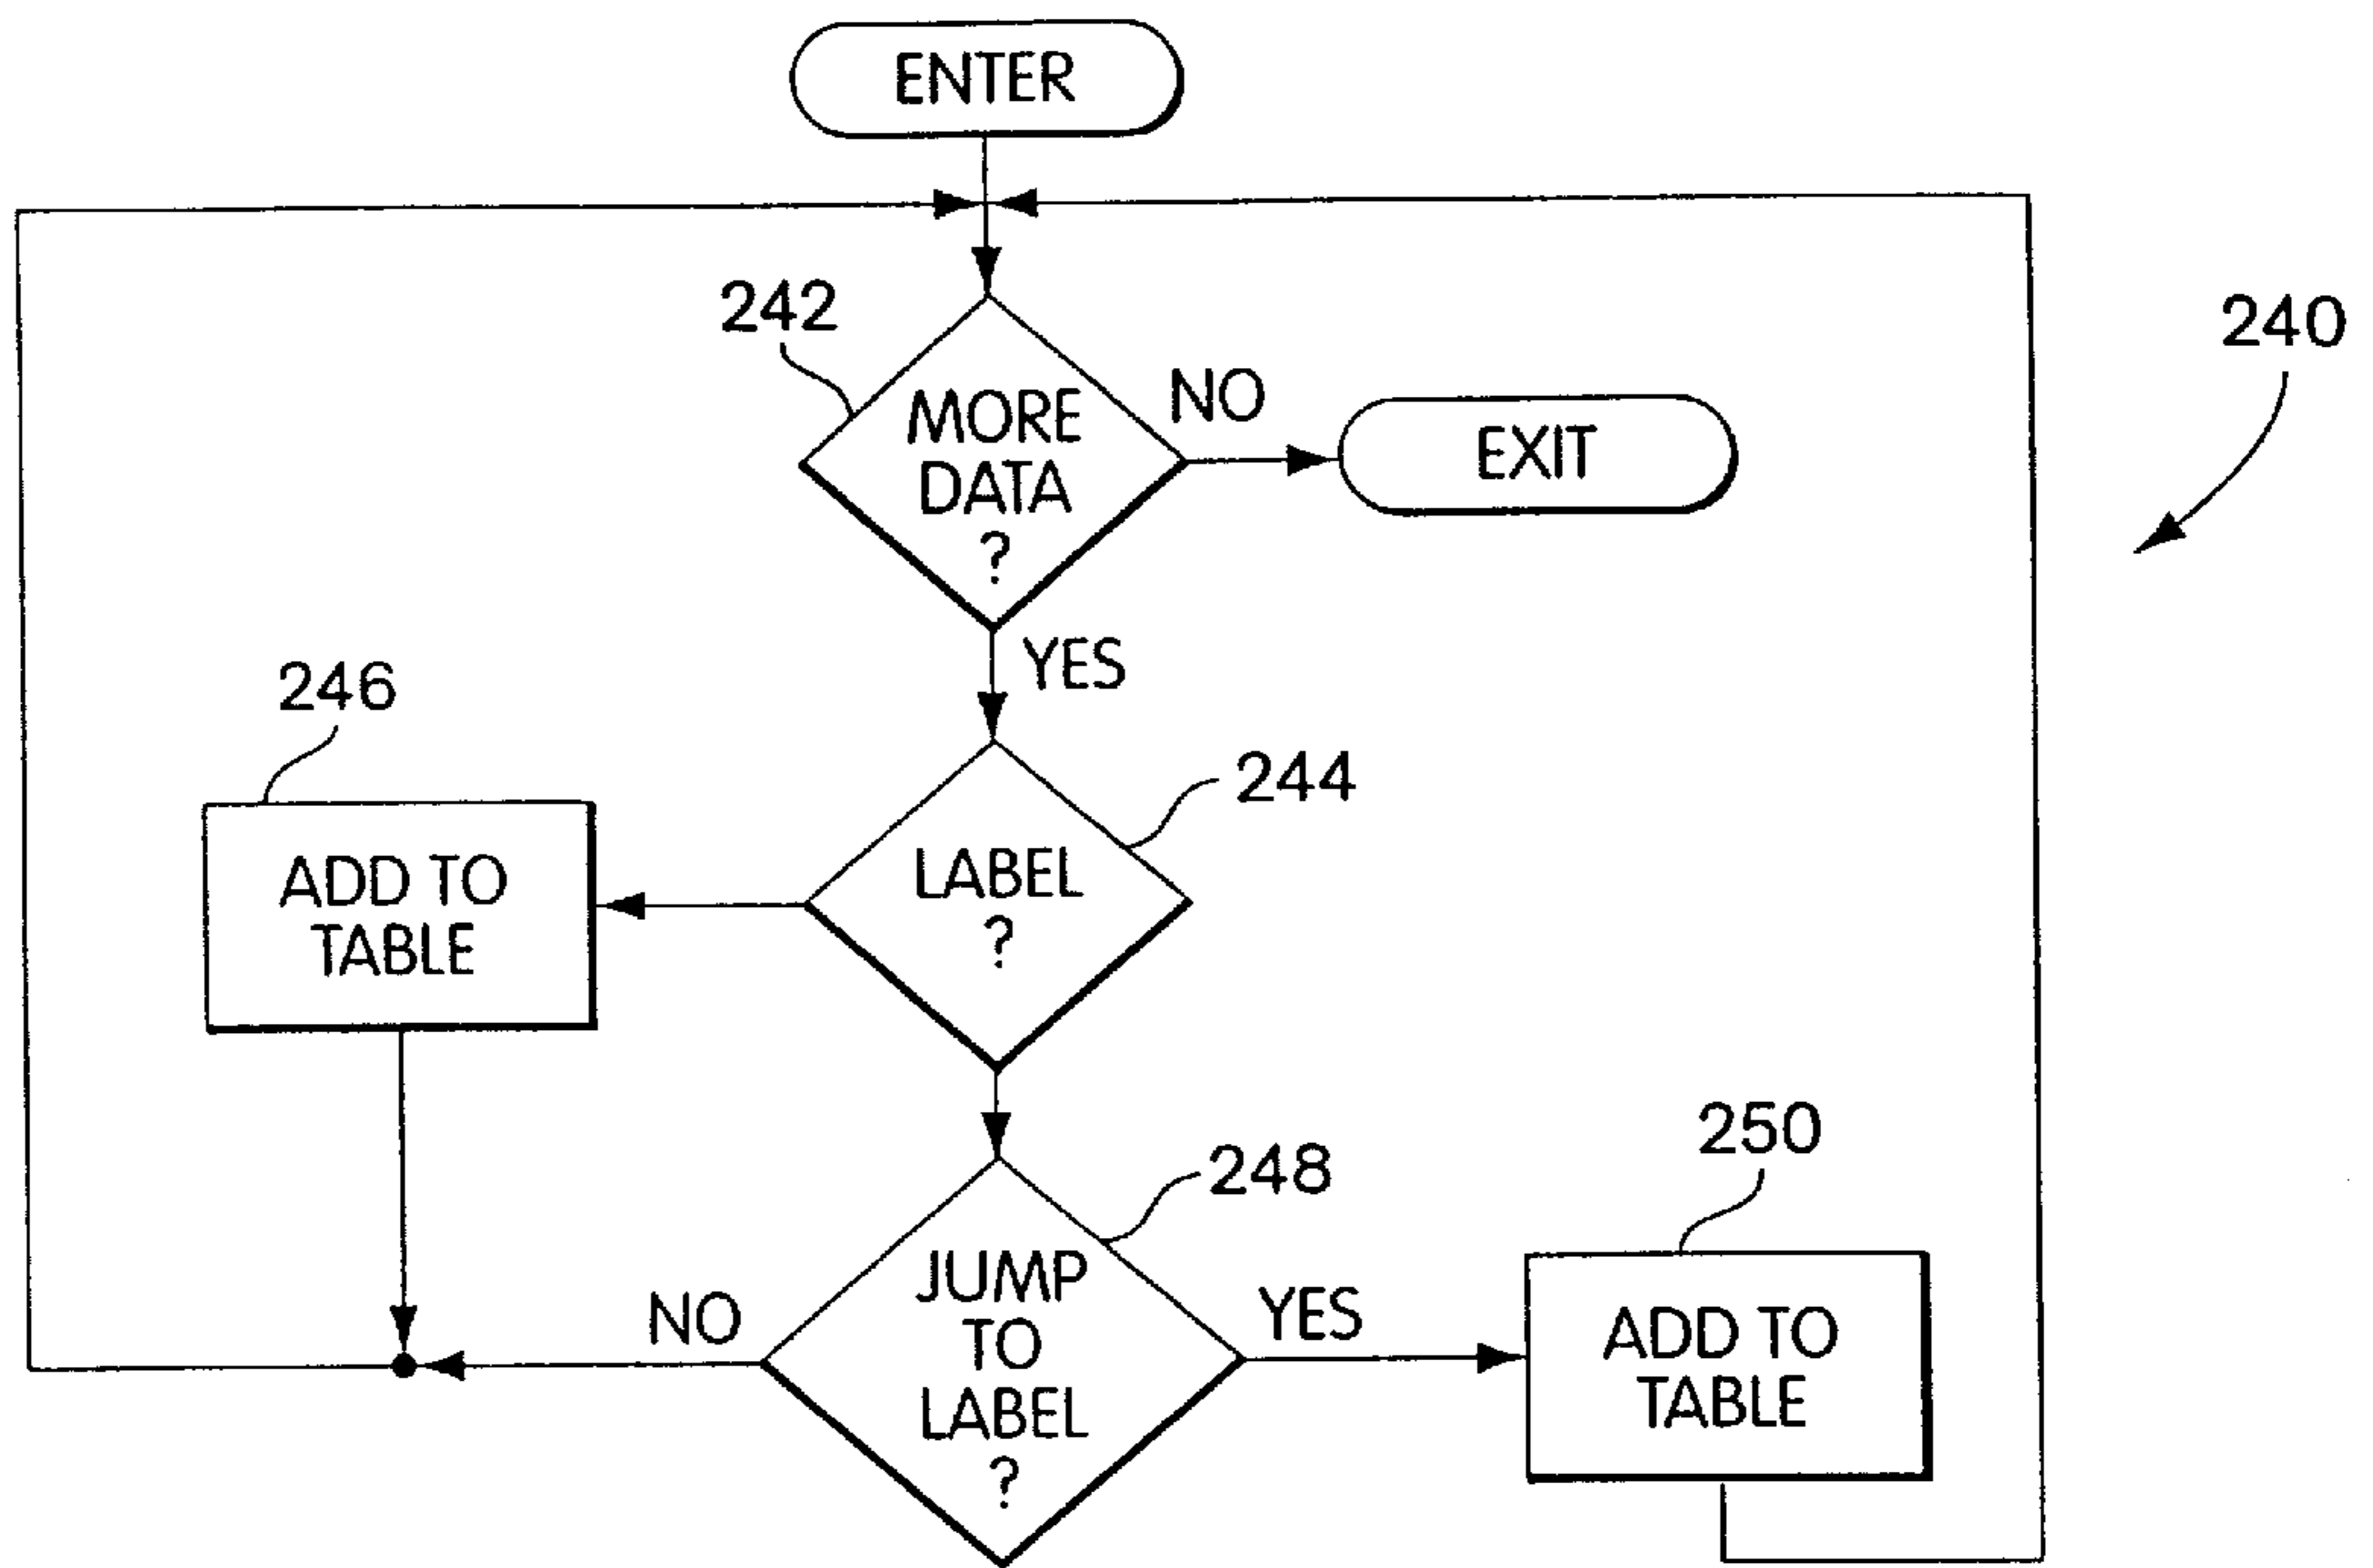 ENTER
242
MORE
DATA
?
NO
EXIT
240
YES
246
ADD TO
TABLE
244
LABEL
?
248
JUMP
TO
LABEL
?
NO
YES
250
ADD TO
TABLE